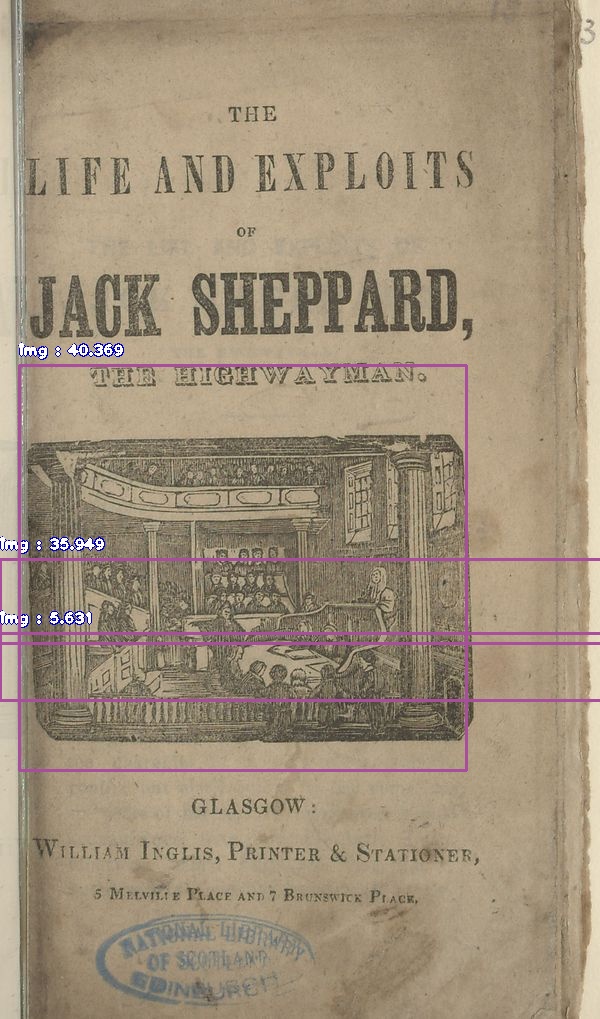 THE
LIFE AND EXPLOITS
OF
JACK SHEPPARD,
img : 40.369
THE HIGHWAYMAN.
img : 35.949
img : 5.631
GLASGOW:
WILLIAM INGLIS, PRINTER & STATIONER,
5 MELVILLE PLACE AND 7 BRUNSWICK PLACE,
NATIONAL LIBRARY
OF SCOTLAND
EDINBURGH